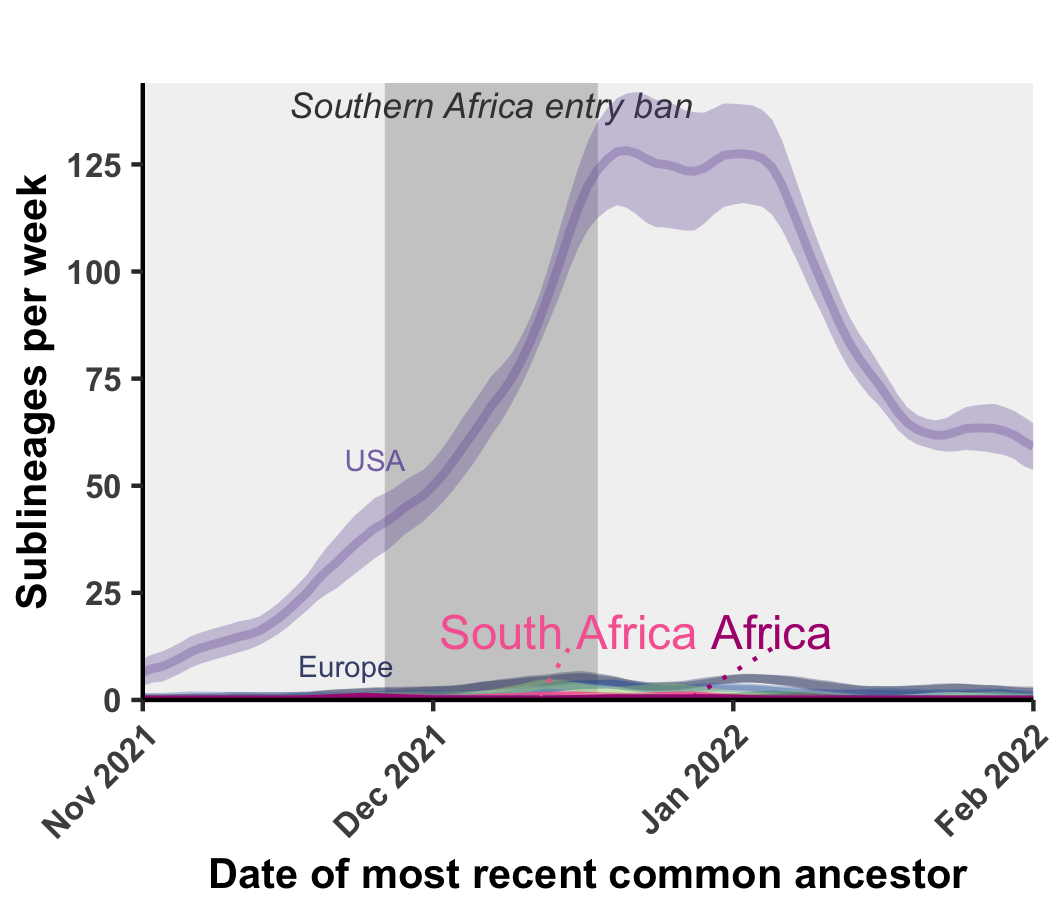 Southern Africa entry ban
Sublineages per week
125
100
75
50
25
0
USA
South Africa
Africa
Europe
Nov 2021
Dec 2021
Jan 2022
Feb 2022
Date of most recent common ancestor